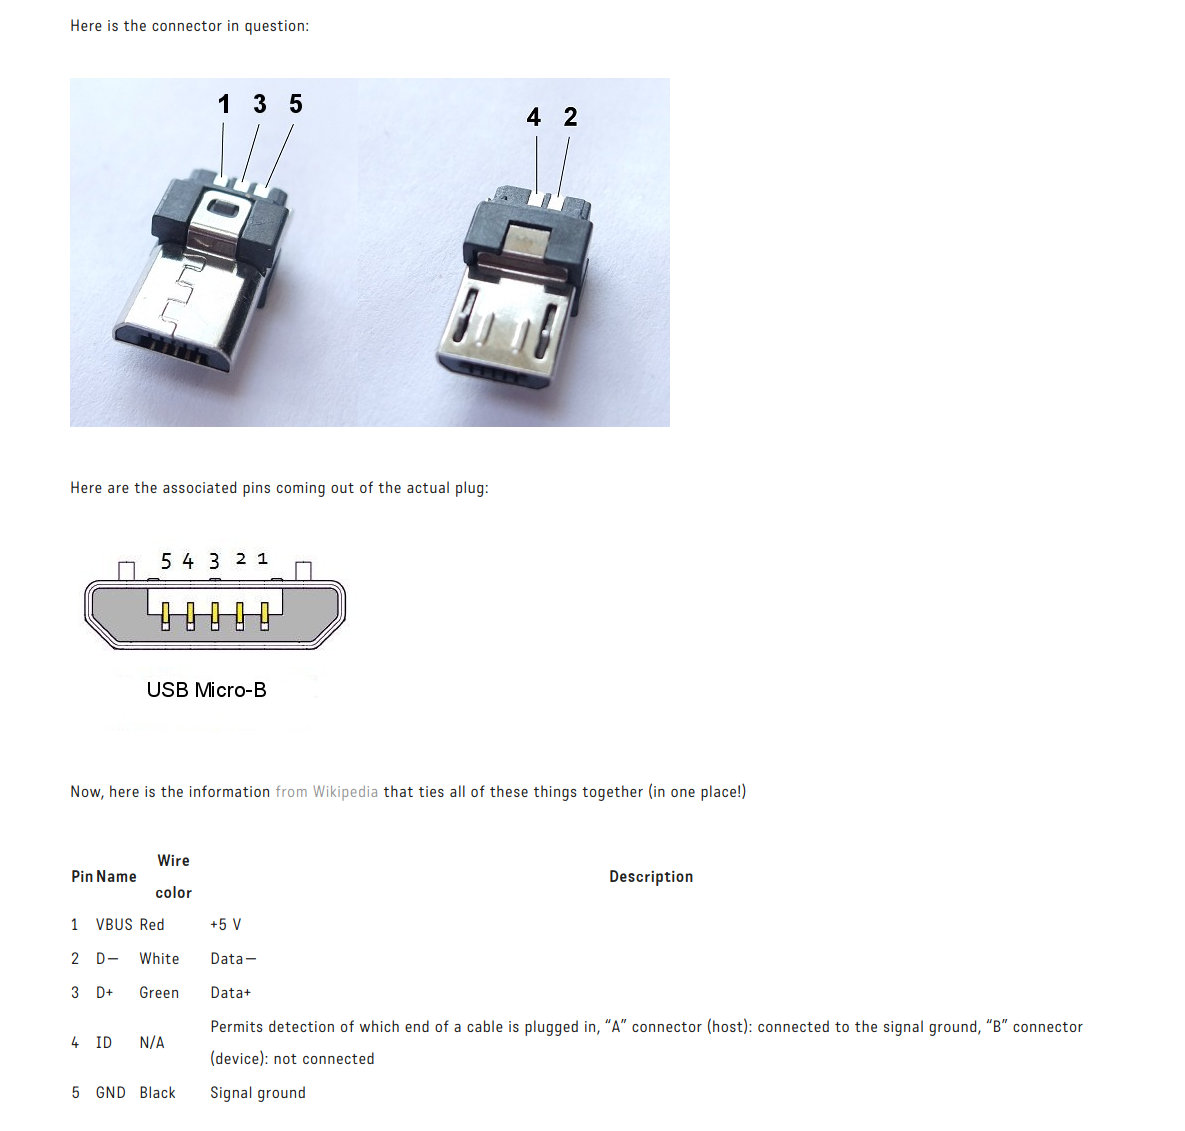 Here is the connector in question:
1 3 5
4 2
Here are the associated pins coming out of the actual plug:
5 4 3 2 1
USB Micro-B
Now, here is the information from Wikipedia that ties all of these things together (in one place!)
Pin Name Wire color Description
1 VBUS Red +5 V
2 D− White Data−
3 D+ Green Data+
4 ID N/A Permits detection of which end of a cable is plugged in, “A” connector (host): connected to the signal ground, “B” connector
(device): not connected
5 GND Black Signal ground